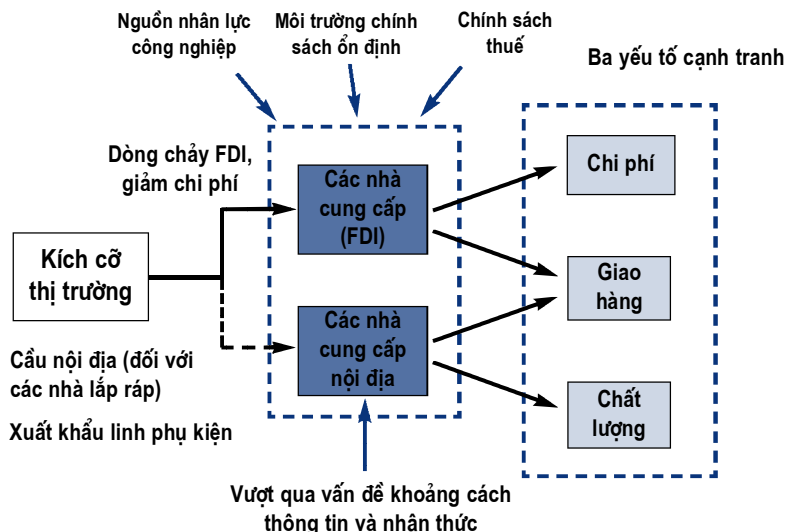 Nguồn nhân lực
công nghiệp
Môi trường chính
sách ổn định
Chính sách
thuế
Ba yếu tố cạnh tranh
Dòng chảy FDI,
giảm chi phí
Các nhà
cung cấp
(FDI)
Chi phí
Kích cỡ
thị trường
Giao
hàng
Các nhà
cung cấp
nội địa
Cầu nội địa (đối với
các nhà lắp ráp)
Xuất khẩu linh phụ kiện
Chất
lượng
Vượt qua vấn đề khoảng cách
thông tin và nhận thức